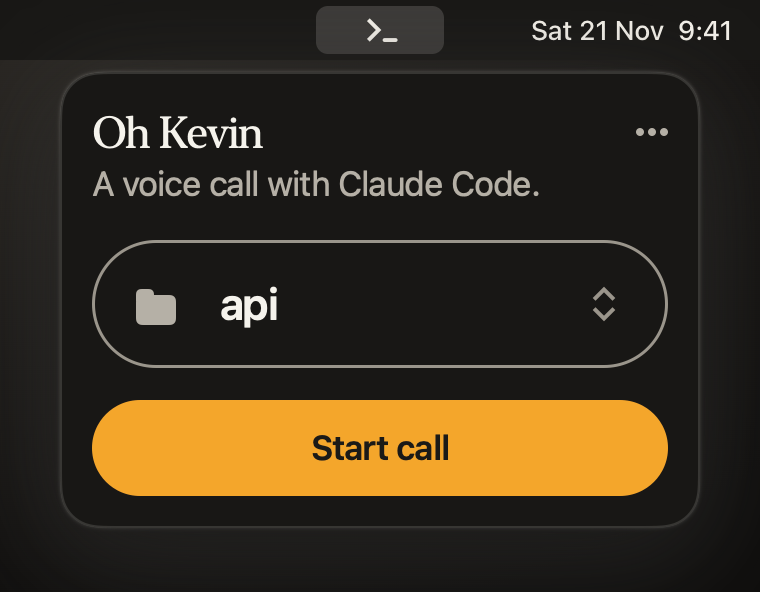 Sat 21 Nov 9:41
Oh Kevin
A voice call with Claude Code.
api
Start call